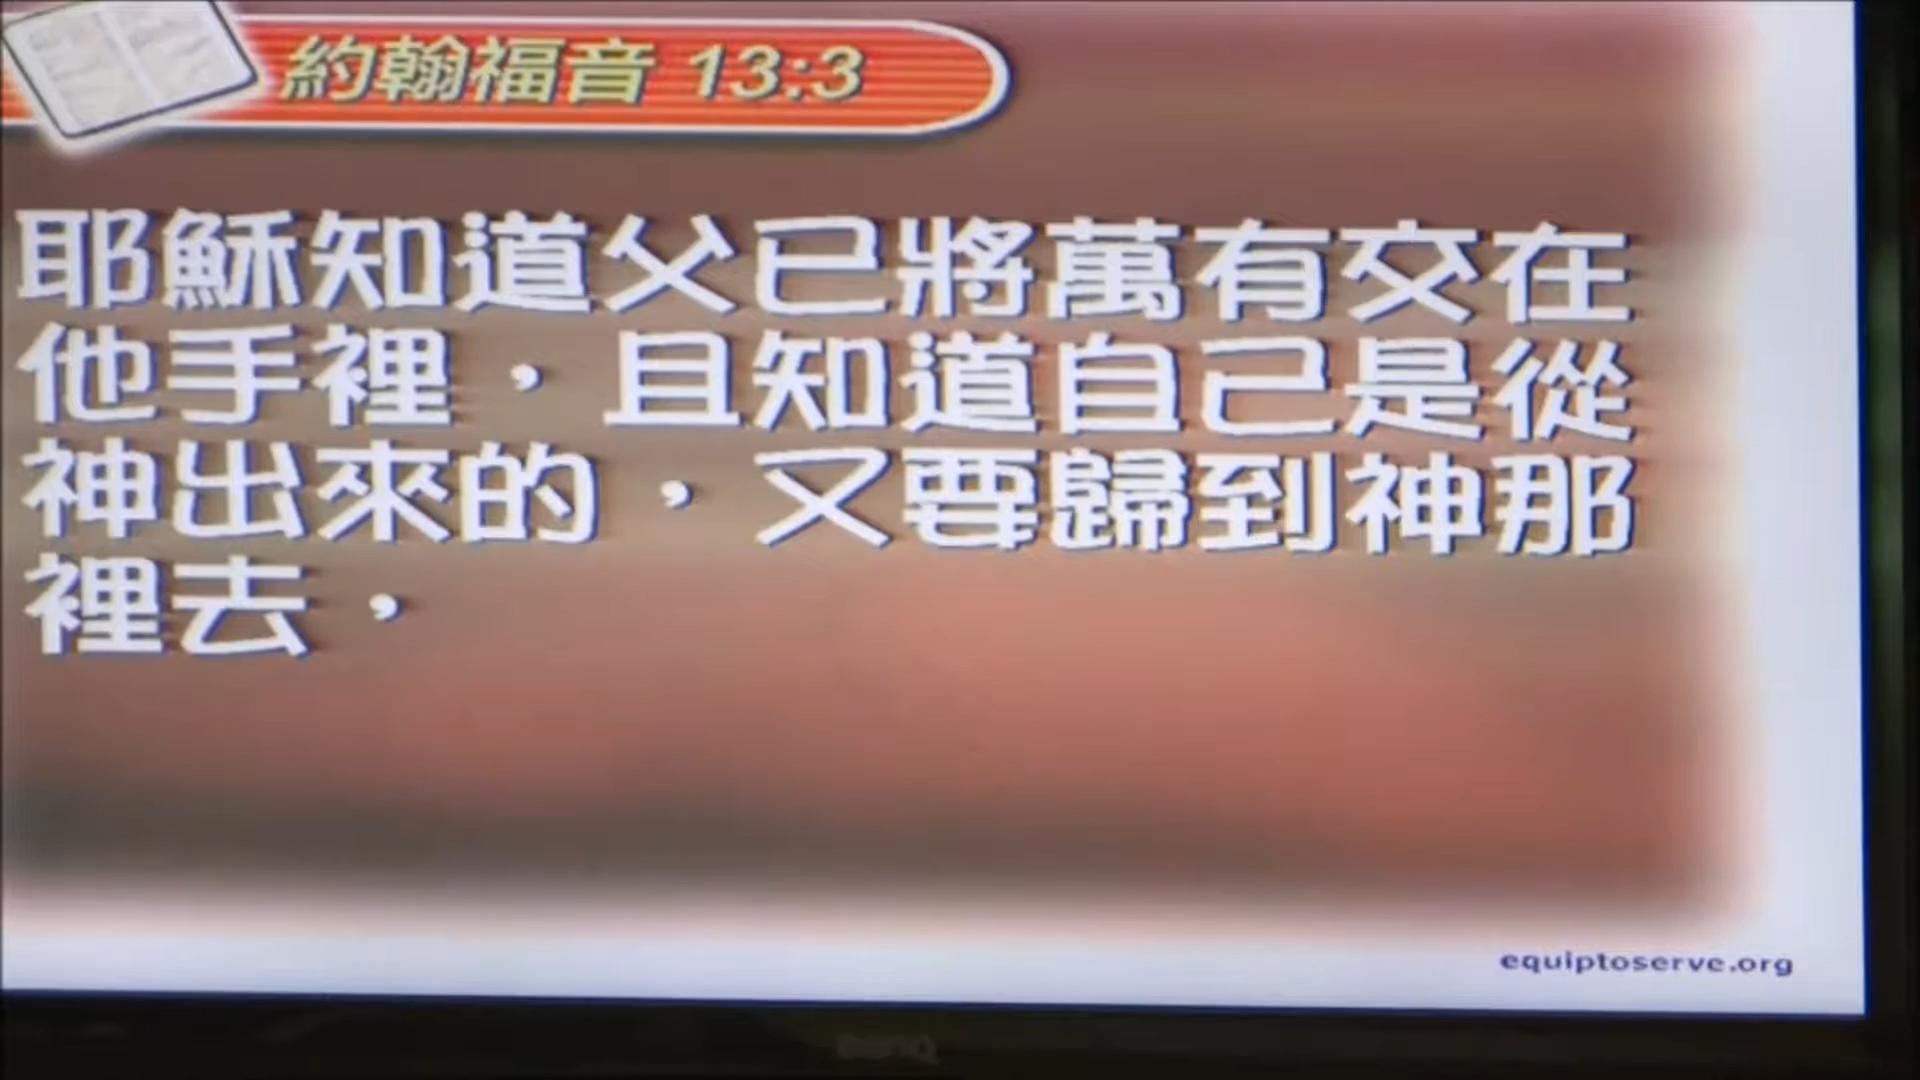 約翰福音 13:3
耶穌知道父已將萬有交在
他手裡，且知道自己是從
神出來的，又要歸到神那
裡去，
equiptoserve.org
BenQ